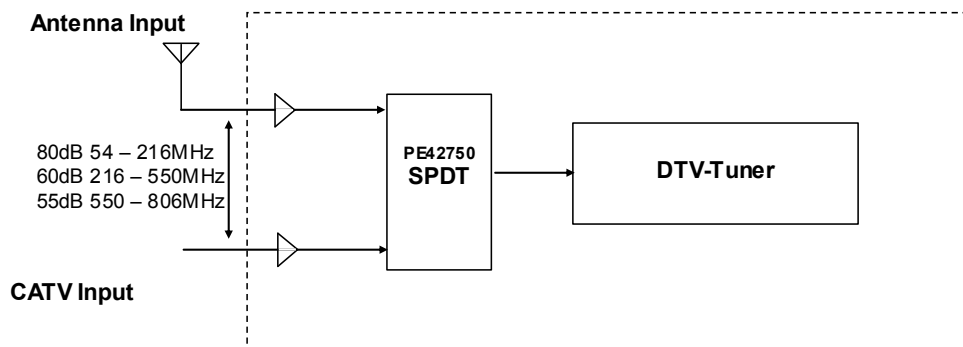 Antenna Input
80dB 54 – 216MHz
60dB 216 – 550MHz
55dB 550 – 806MHz
PE42750
SPDT
DTV-Tuner
CATV Input